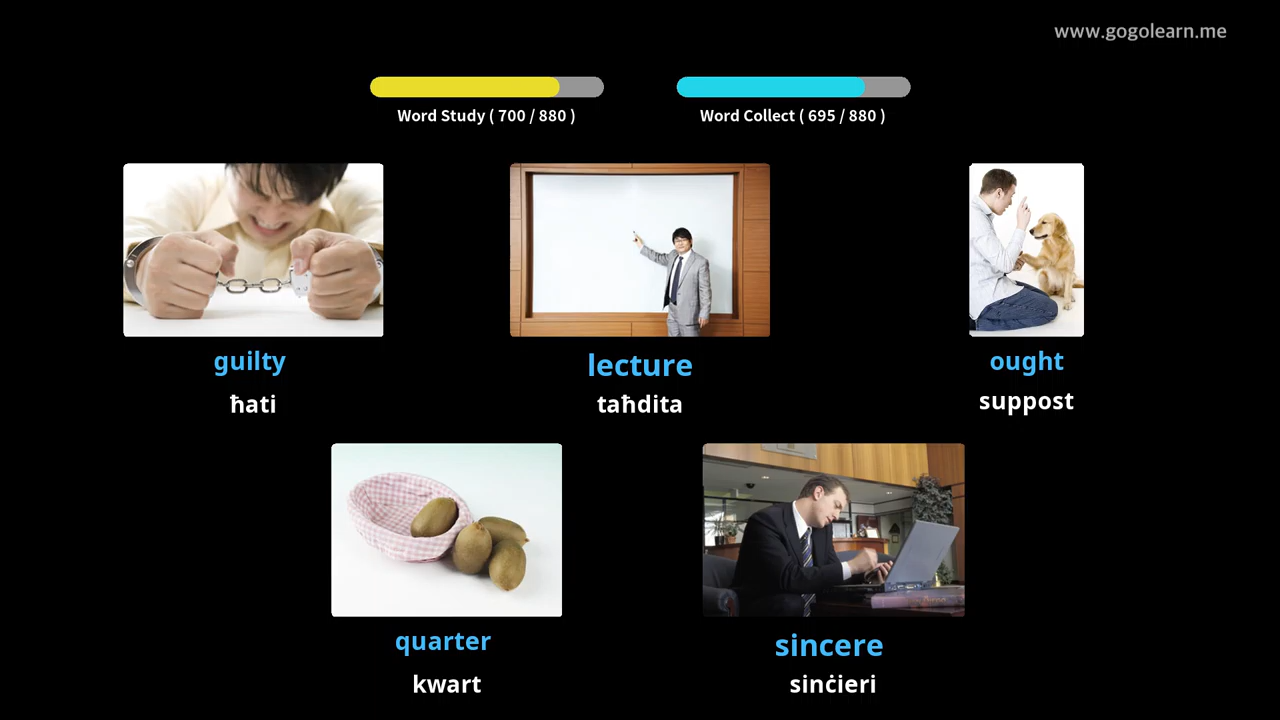 www.gogolearn.me
Word Study ( 700 / 880 )
Word Collect ( 695 / 880 )
guilty
ħati
lecture
taħdita
ought
suppost
quarter
kwart
sincere
sinċieri